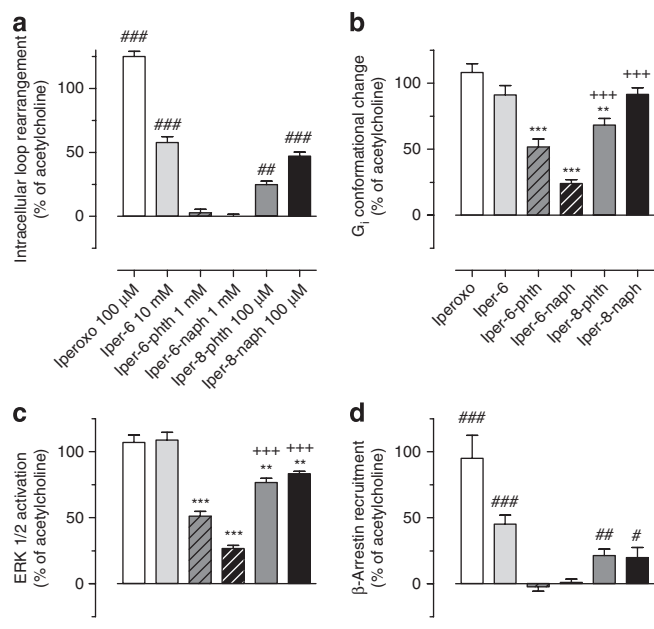 a
Intracellular loop rearrangement
(% of acetylcholine)
100
50
0
###
###
##
###
Iperoxo 100 µM
Iper-6 10 mM
Iper-6-phth 1 mM
Iper-6-naph 1 mM
Iper-8-phth 100 µM
Iper-8-naph 100 µM
b
Gi conformational change
(% of acetylcholine)
100
50
0
***
***
+++
**
+++
Iperoxo
Iper-6
Iper-6-phth
Iper-6-naph
Iper-8-phth
Iper-8-naph
c
ERK 1/2 activation
(% of acetylcholine)
100
50
0
***
***
+++
**
+++
**
d
β-Arrestin recruitment
(% of acetylcholine)
100
50
0
###
###
##
#